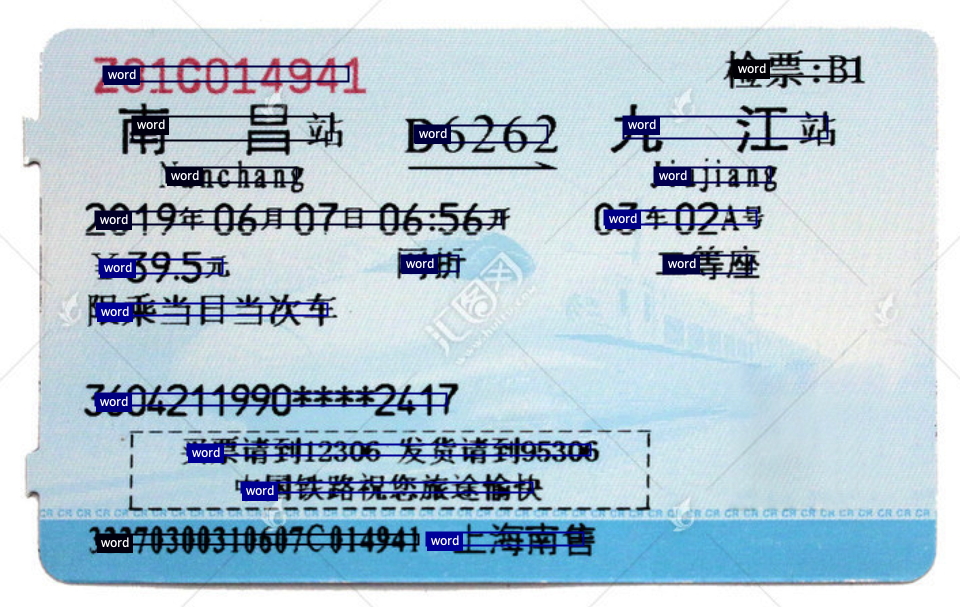 Z31C014941 检票:B1
南昌站 D6262 九江站
Nanchang Jiujiang
2019年06月07日06:56开 03车02A号
¥39.5元 网折 二等座
限乘当日当次车
3604211990****2417
买票请到12306 发货请到95306
中国铁路祝您旅途愉快
上海南售